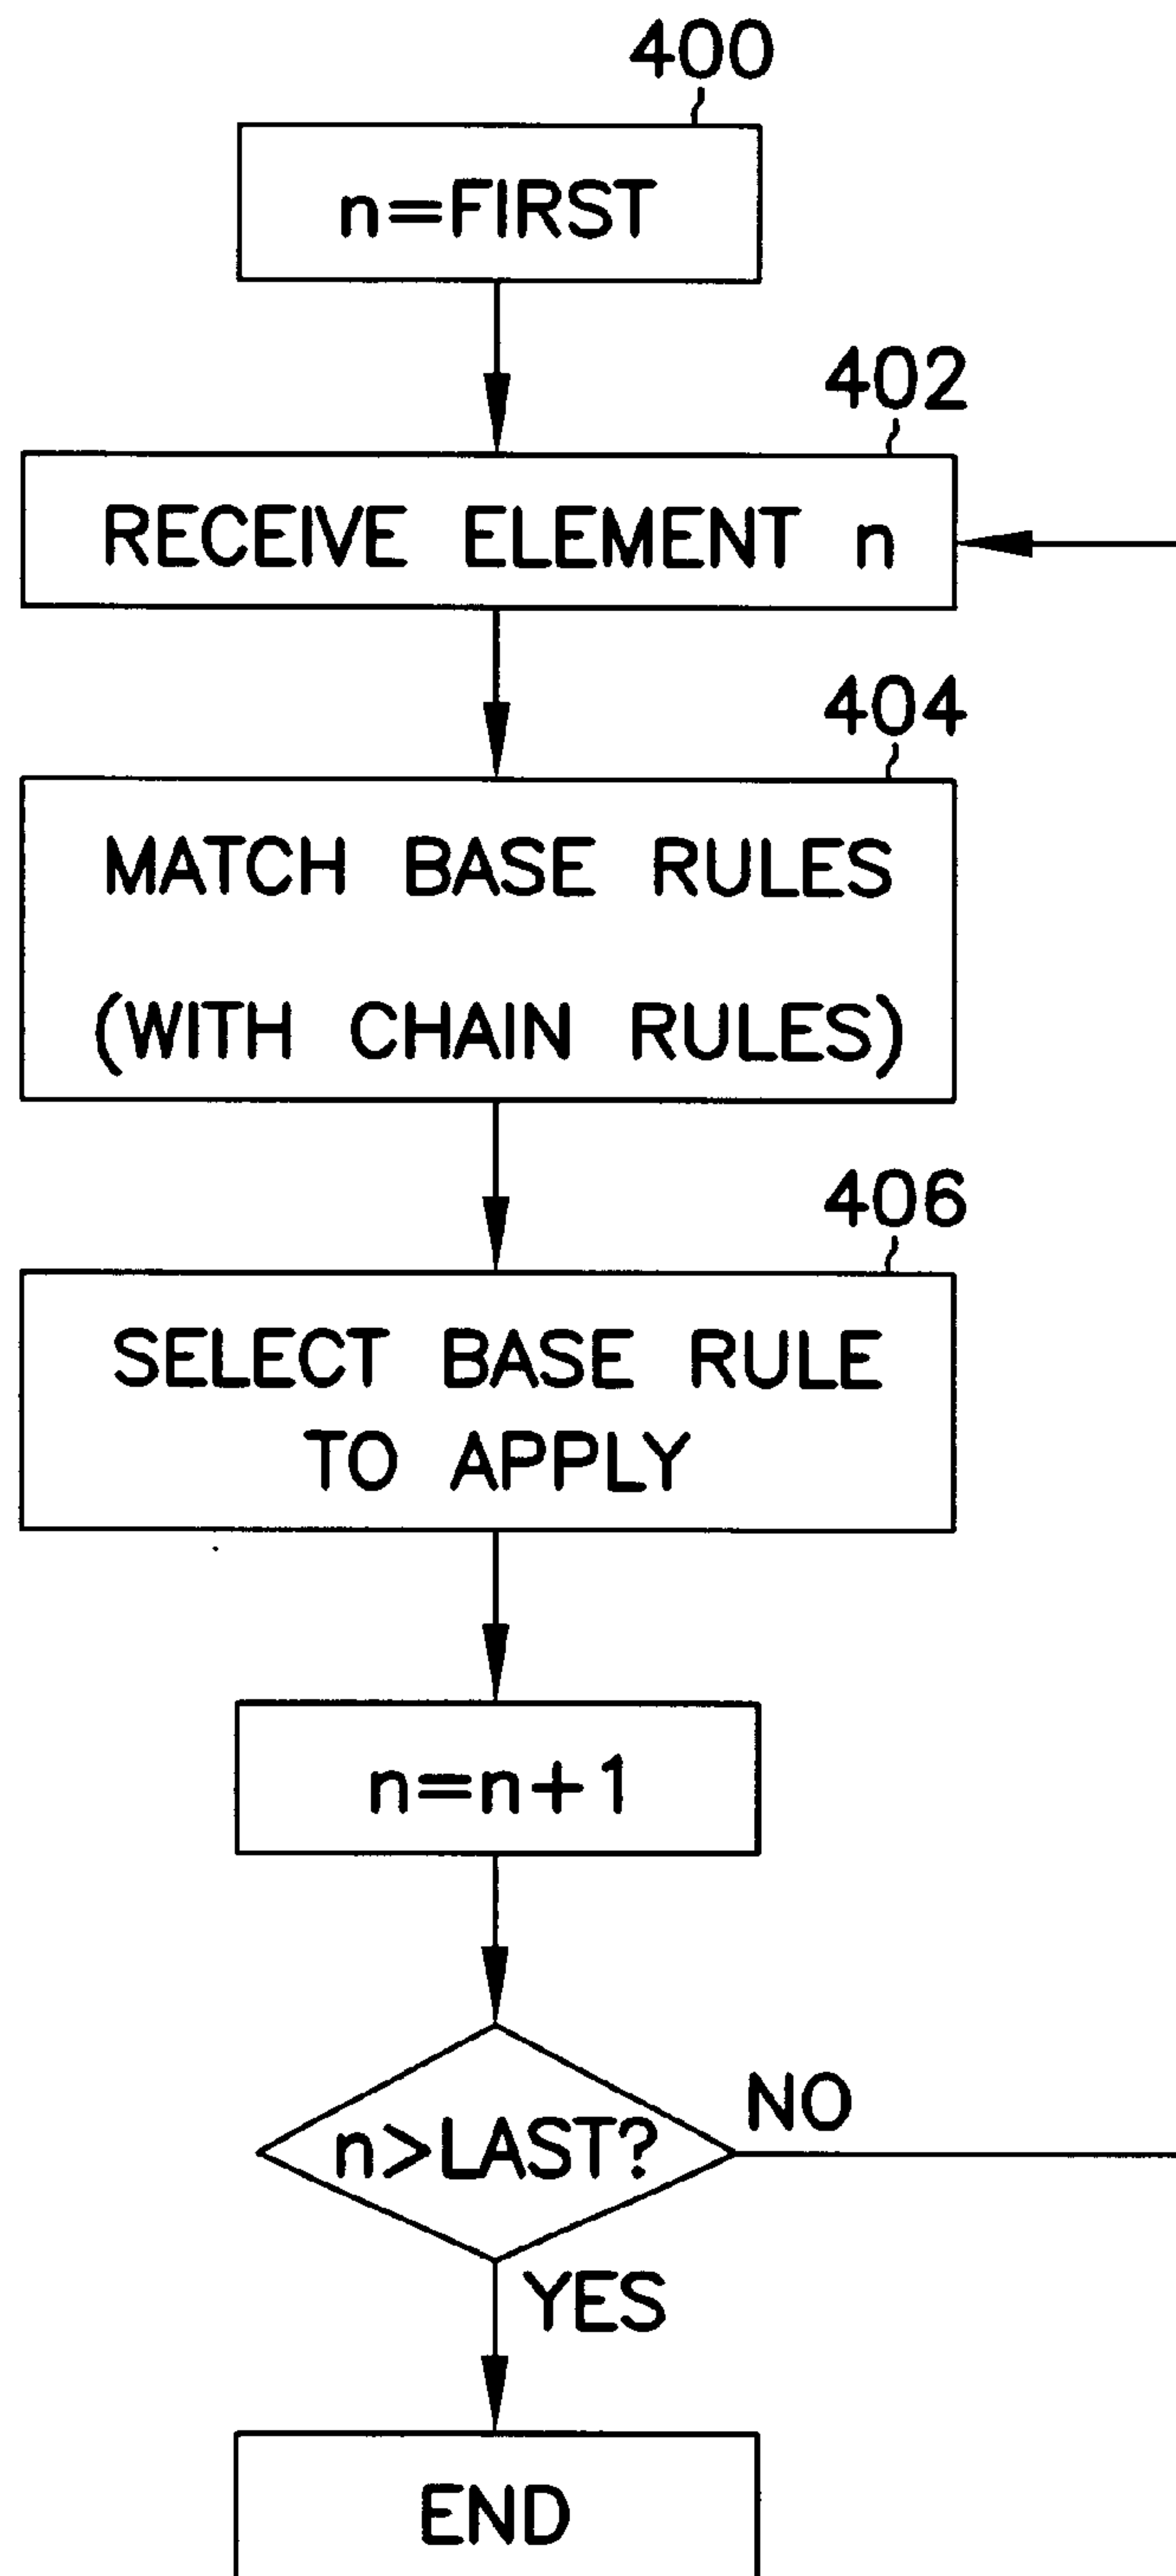 400
n=FIRST
402
RECEIVE ELEMENT n
404
MATCH BASE RULES
(WITH CHAIN RULES)
406
SELECT BASE RULE
TO APPLY
n=n+1
n>LAST?
NO
YES
END